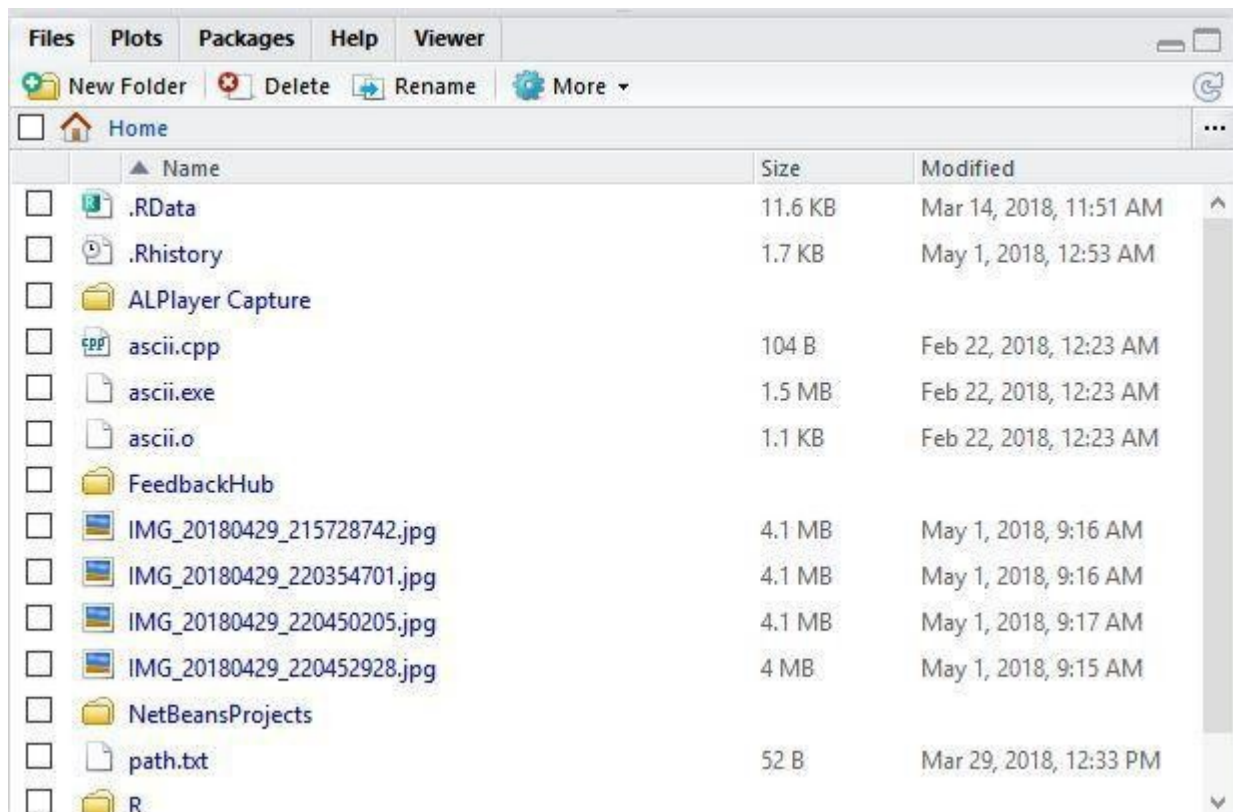 Files Plots Packages Help Viewer
New Folder Delete Rename More
Home ...
Name Size Modified
.RData 11.6 KB Mar 14, 2018, 11:51 AM
.Rhistory 1.7 KB May 1, 2018, 12:53 AM
ALPlayer Capture
cpp ascii.cpp 104 B Feb 22, 2018, 12:23 AM
ascii.exe 1.5 MB Feb 22, 2018, 12:23 AM
ascii.o 1.1 KB Feb 22, 2018, 12:23 AM
FeedbackHub
IMG_20180429_215728742.jpg 4.1 MB May 1, 2018, 9:16 AM
IMG_20180429_220354701.jpg 4.1 MB May 1, 2018, 9:16 AM
IMG_20180429_220450205.jpg 4.1 MB May 1, 2018, 9:17 AM
IMG_20180429_220452928.jpg 4 MB May 1, 2018, 9:15 AM
NetBeansProjects
path.txt 52 B Mar 29, 2018, 12:33 PM
R